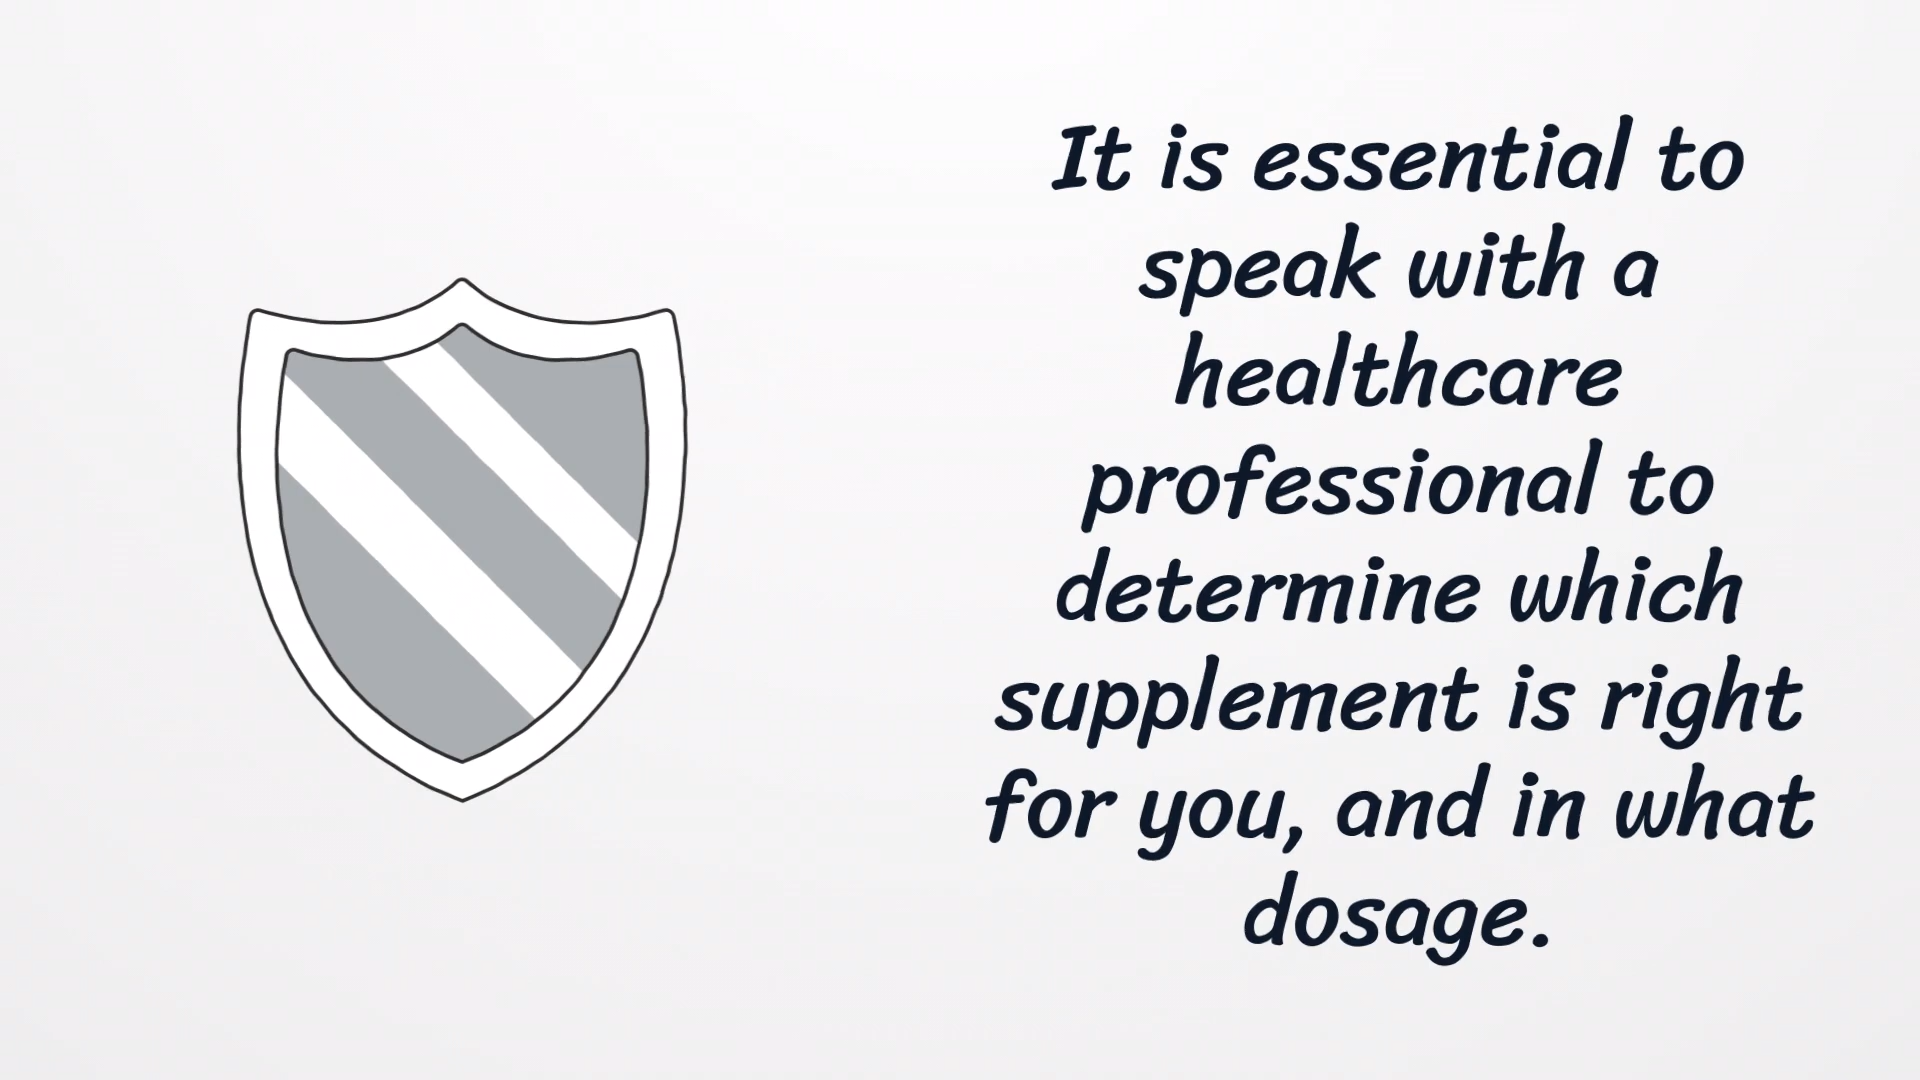 It is essential to
speak with a
healthcare
professional to
determine which
supplement is right
for you, and in what
dosage.